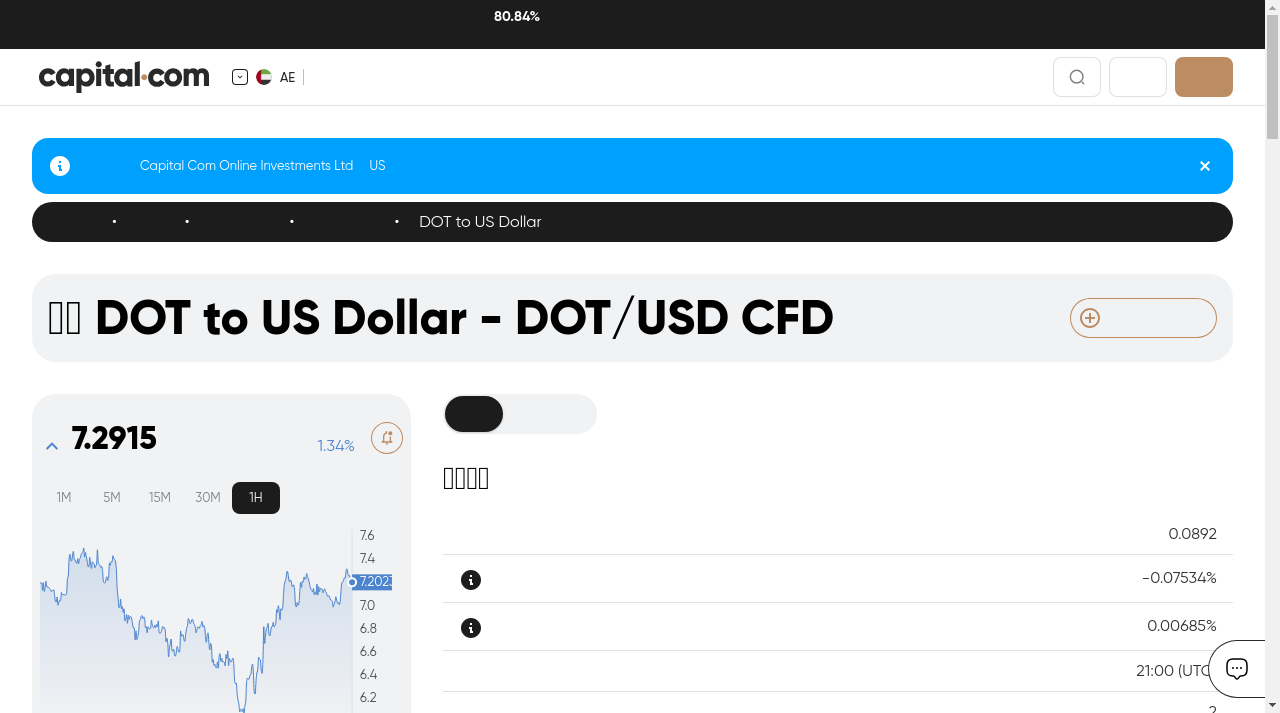 80.84%
capital.com
AE
Capital Com Online Investments Ltd US
DOT to US Dollar
DOT to US Dollar - DOT/USD CFD
7.2915
1.34%
1M 5M 15M 30M 1H
7.6
7.4
7.2023
7.0
6.8
6.6
6.4
6.2
0.0892
-0.07534%
0.00685%
21:00 (UTC
2